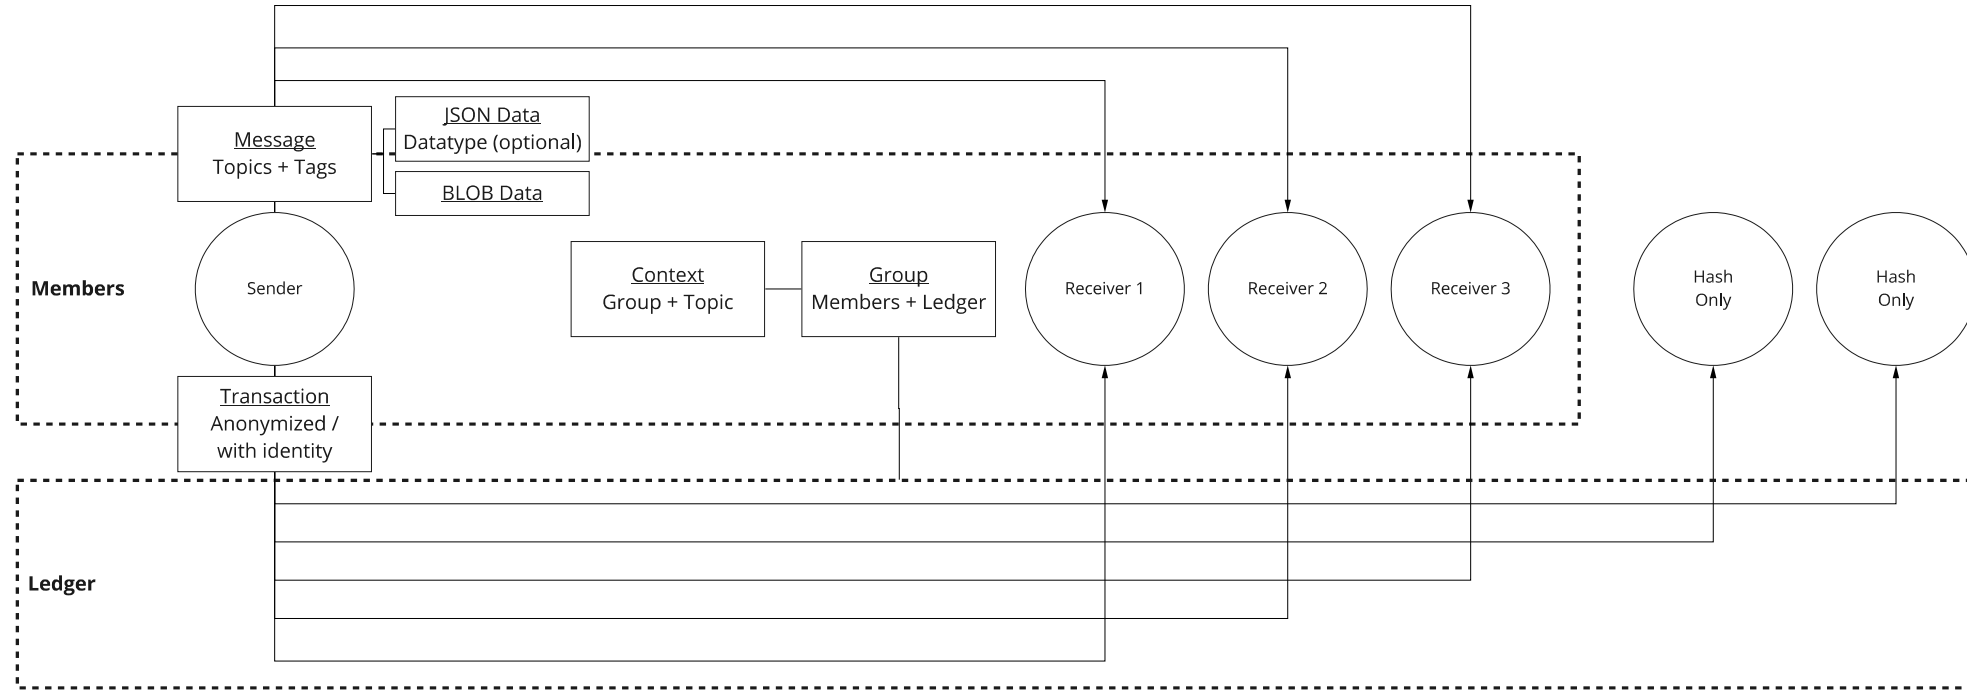 Message
Topics + Tags
JSON Data
Datatype (optional)
BLOB Data
Members
Sender
Context
Group + Topic
Group
Members + Ledger
Receiver 1
Receiver 2
Receiver 3
Hash
Only
Hash
Only
Transaction
Anonymized /
with identity
Ledger